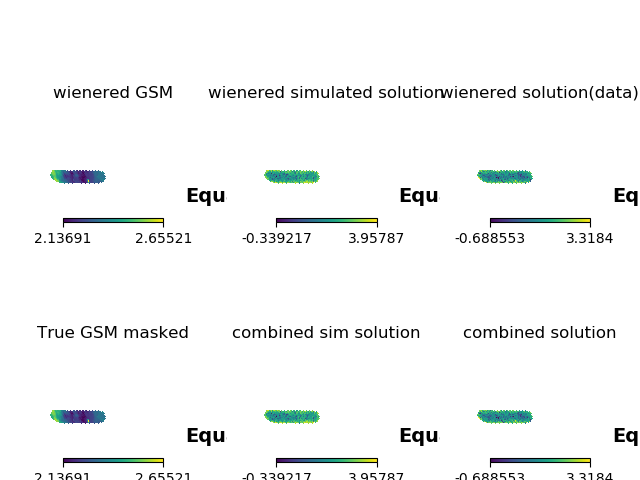 wienered GSM
wienered simulated solution
wienered solution(data)
Equ
Equ
Eq
2.13691
2.65521
-0.339217
3.95787
-0.688553
3.3184
True GSM masked
combined sim solution
combined solution
Equ
Equ
Eq
2.13691
2.65521
-0.339217
3.95787
-0.688553
3.3184